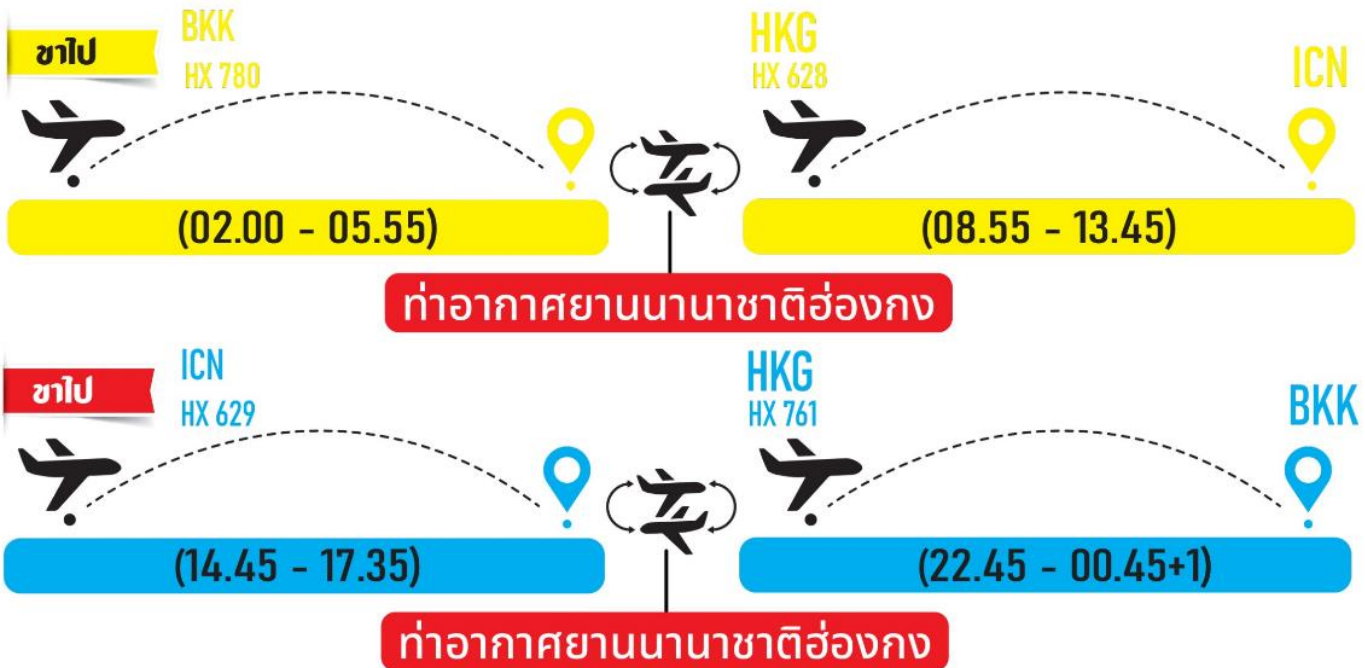 ขาไป
BKK
HX 780
HKG
HX 628
ICN
(02.00 - 05.55)
(08.55 - 13.45)
ท่าอากาศยานนานาชาติฮ่องกง
ขาไป
ICN
HX 629
HKG
HX 761
BKK
(14.45 - 17.35)
(22.45 - 00.45+1)
ท่าอากาศยานนานาชาติฮ่องกง